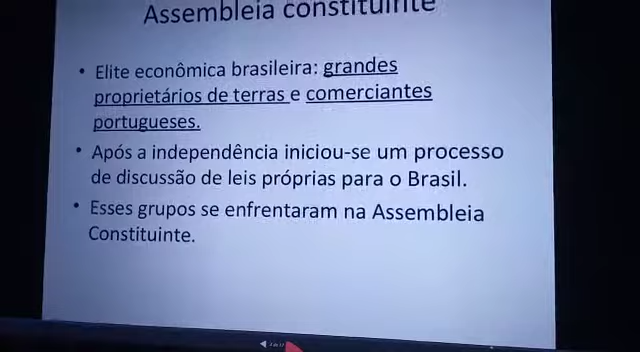 Assembleia constituinte
• Elite econômica brasileira: grandes
proprietários de terras e comerciantes
portugueses.
• Após a independência iniciou-se um processo
de discussão de leis próprias para o Brasil.
• Esses grupos se enfrentaram na Assembleia
Constituinte.